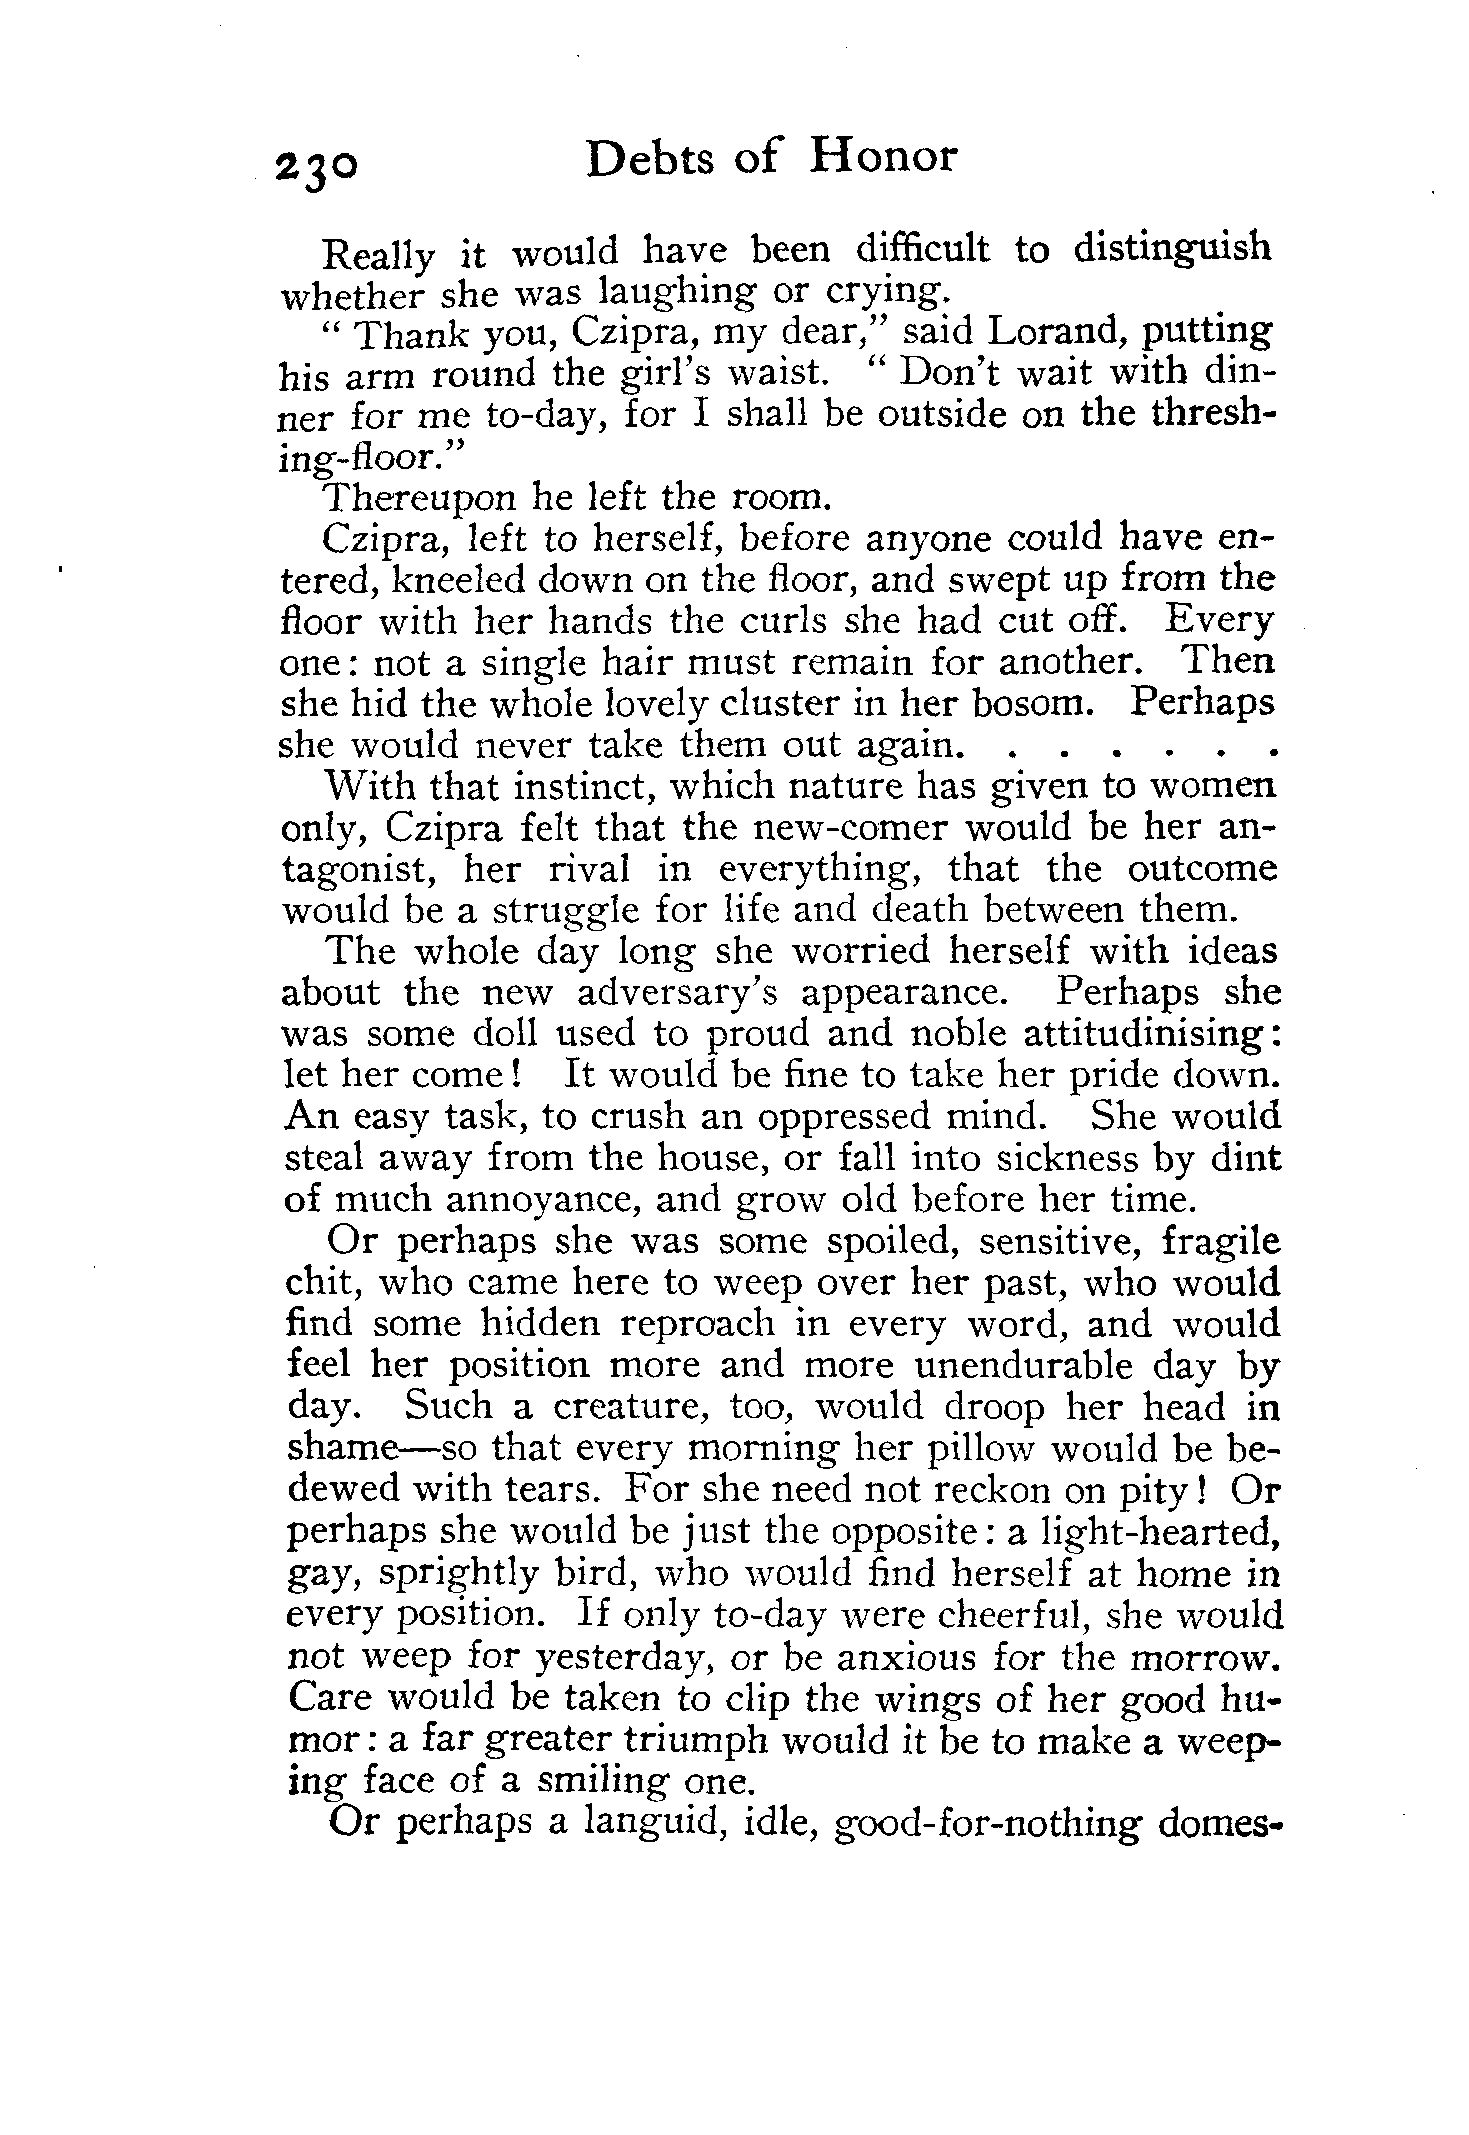 230 Debts of Honor
Really it would have been difficult to distinguish
whether she was laughing or crying.
" Thank you, Czipra, my dear," said Lorand, putting
his arm round the girl's waist. " Don't wait with din-
ner for me to-day, for I shall be outside on the thresh-
ing-floor."
Thereupon he left the room.
Czipra, left to herself, before anyone could have en-
tered, kneeled down on the floor, and swept up from the
floor with her hands the curls she had cut off. Every
one: not a single hair must remain for another. Then
she hid the whole lovely cluster in her bosom. Perhaps
she would never take them out again. . . . . . .
With that instinct, which nature has given to women
only, Czipra felt that the new-comer would be her an-
tagonist, her rival in everything, that the outcome
would be a struggle for life and death between them.
The whole day long she worried herself with ideas
about the new adversary's appearance. Perhaps she
was some doll used to proud and noble attitudinising:
let her come! It would be fine to take her pride down.
An easy task, to crush an oppressed mind. She would
steal away from the house, or fall into sickness by dint
of much annoyance, and grow old before her time.
Or perhaps she was some spoiled, sensitive, fragile
chit, who came here to weep over her past, who would
find some hidden reproach in every word, and would
feel her position more and more unendurable day by
day. Such a creature, too, would droop her head in
shame—so that every morning her pillow would be be-
dewed with tears. For she need not reckon on pity! Or
perhaps she would be just the opposite: a light-hearted,
gay, sprightly bird, who would find herself at home in
every position. If only to-day were cheerful, she would
not weep for yesterday, or be anxious for the morrow.
Care would be taken to clip the wings of her good hu-
mor: a far greater triumph would it be to make a weep-
ing face of a smiling one.
Or perhaps a languid, idle, good-for-nothing domes-